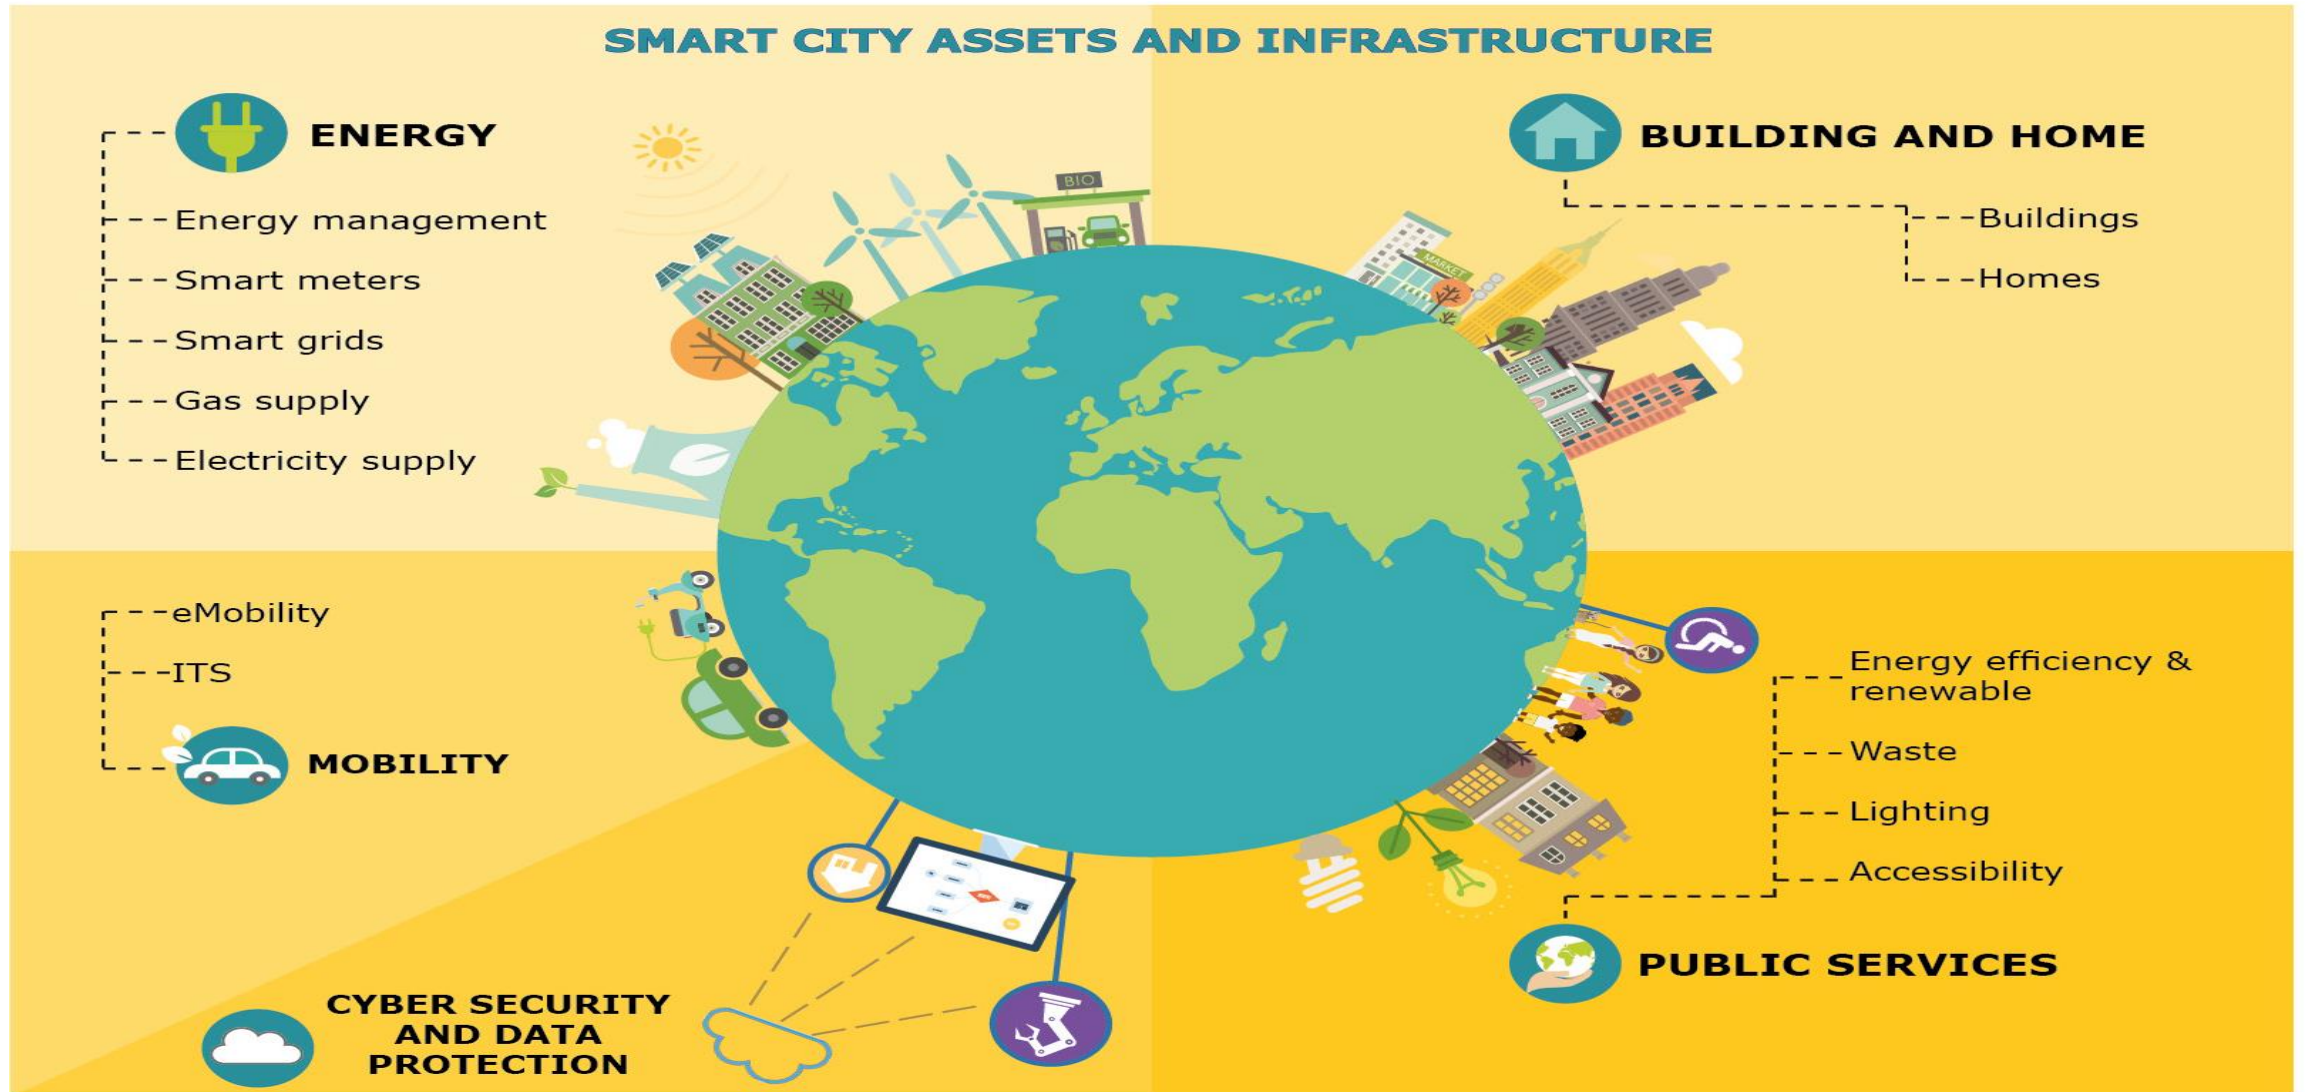 SMART CITY ASSETS AND INFRASTRUCTURE
ENERGY
Energy management
Smart meters
Smart grids
Gas supply
Electricity supply
BIO
BUILDING AND HOME
Buildings
Homes
MARKET
eMobility
ITS
MOBILITY
Energy efficiency &
renewable
Waste
Lighting
Accessibility
PUBLIC SERVICES
CYBER SECURITY
AND DATA
PROTECTION